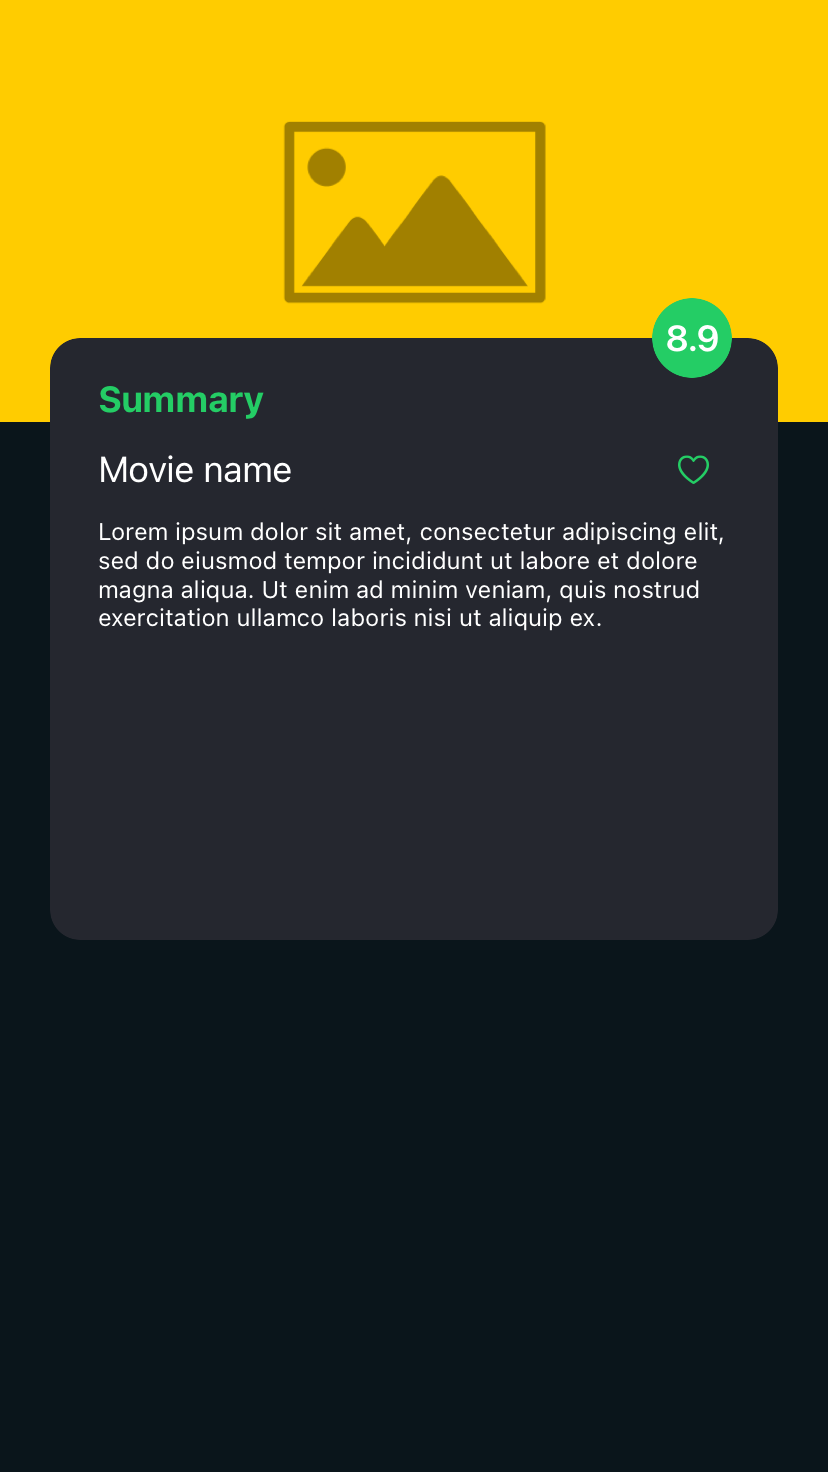 8.9
Summary
Movie name
Lorem ipsum dolor sit amet, consectetur adipiscing elit,
sed do eiusmod tempor incididunt ut labore et dolore
magna aliqua. Ut enim ad minim veniam, quis nostrud
exercitation ullamco laboris nisi ut aliquip ex.